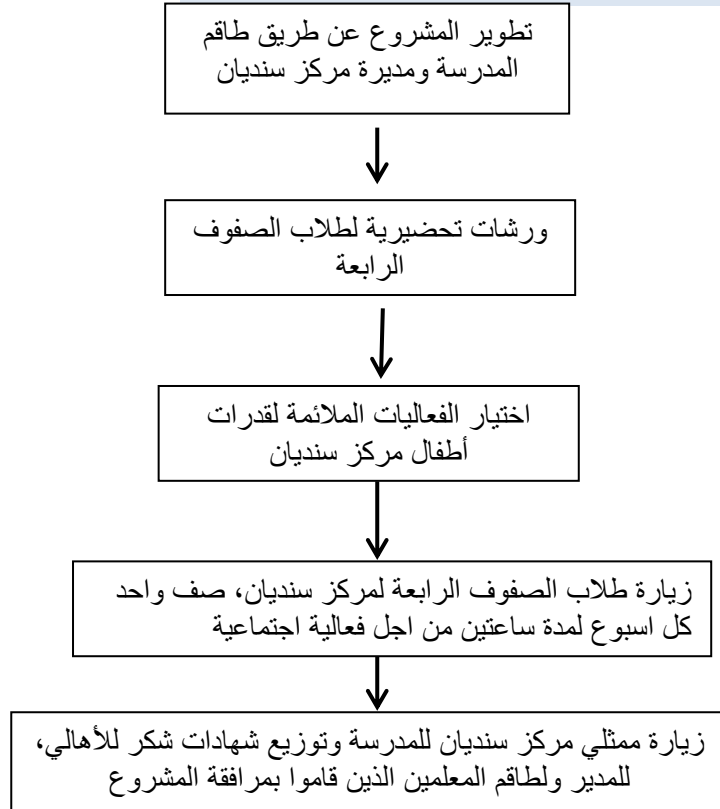 تطوير المشروع عن طريق طاقم
المدرسة ومديرة مركز سنديان
ورشات تحضيرية لطلاب الصفوف
الرابعة
اختيار الفعاليات الملائمة لقدرات
أطفال مركز سنديان
زيارة طلاب الصفوف الرابعة لمركز سنديان، صف واحد
كل اسبوع لمدة ساعتين من اجل فعالية اجتماعية
زيارة ممثلي مركز سنديان للمدرسة وتوزيع شهادات شكر للأهالي،
للمدير ولطاقم المعلمين الذين قاموا بمرافقة المشروع